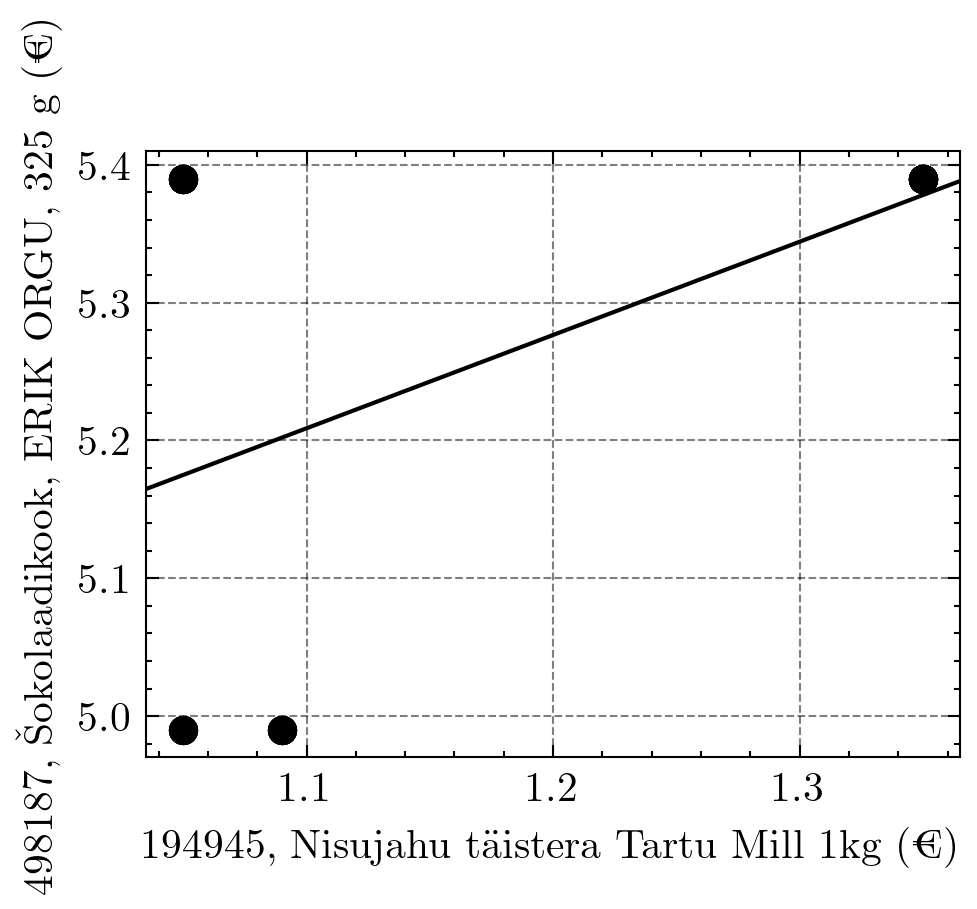 498187, Šokolaadikook, ERIK ORGU, 325 g (€)
5.4
5.3
5.2
5.1
5.0
1.1 1.2 1.3
194945, Nisujahu täistera Tartu Mill 1kg (€)